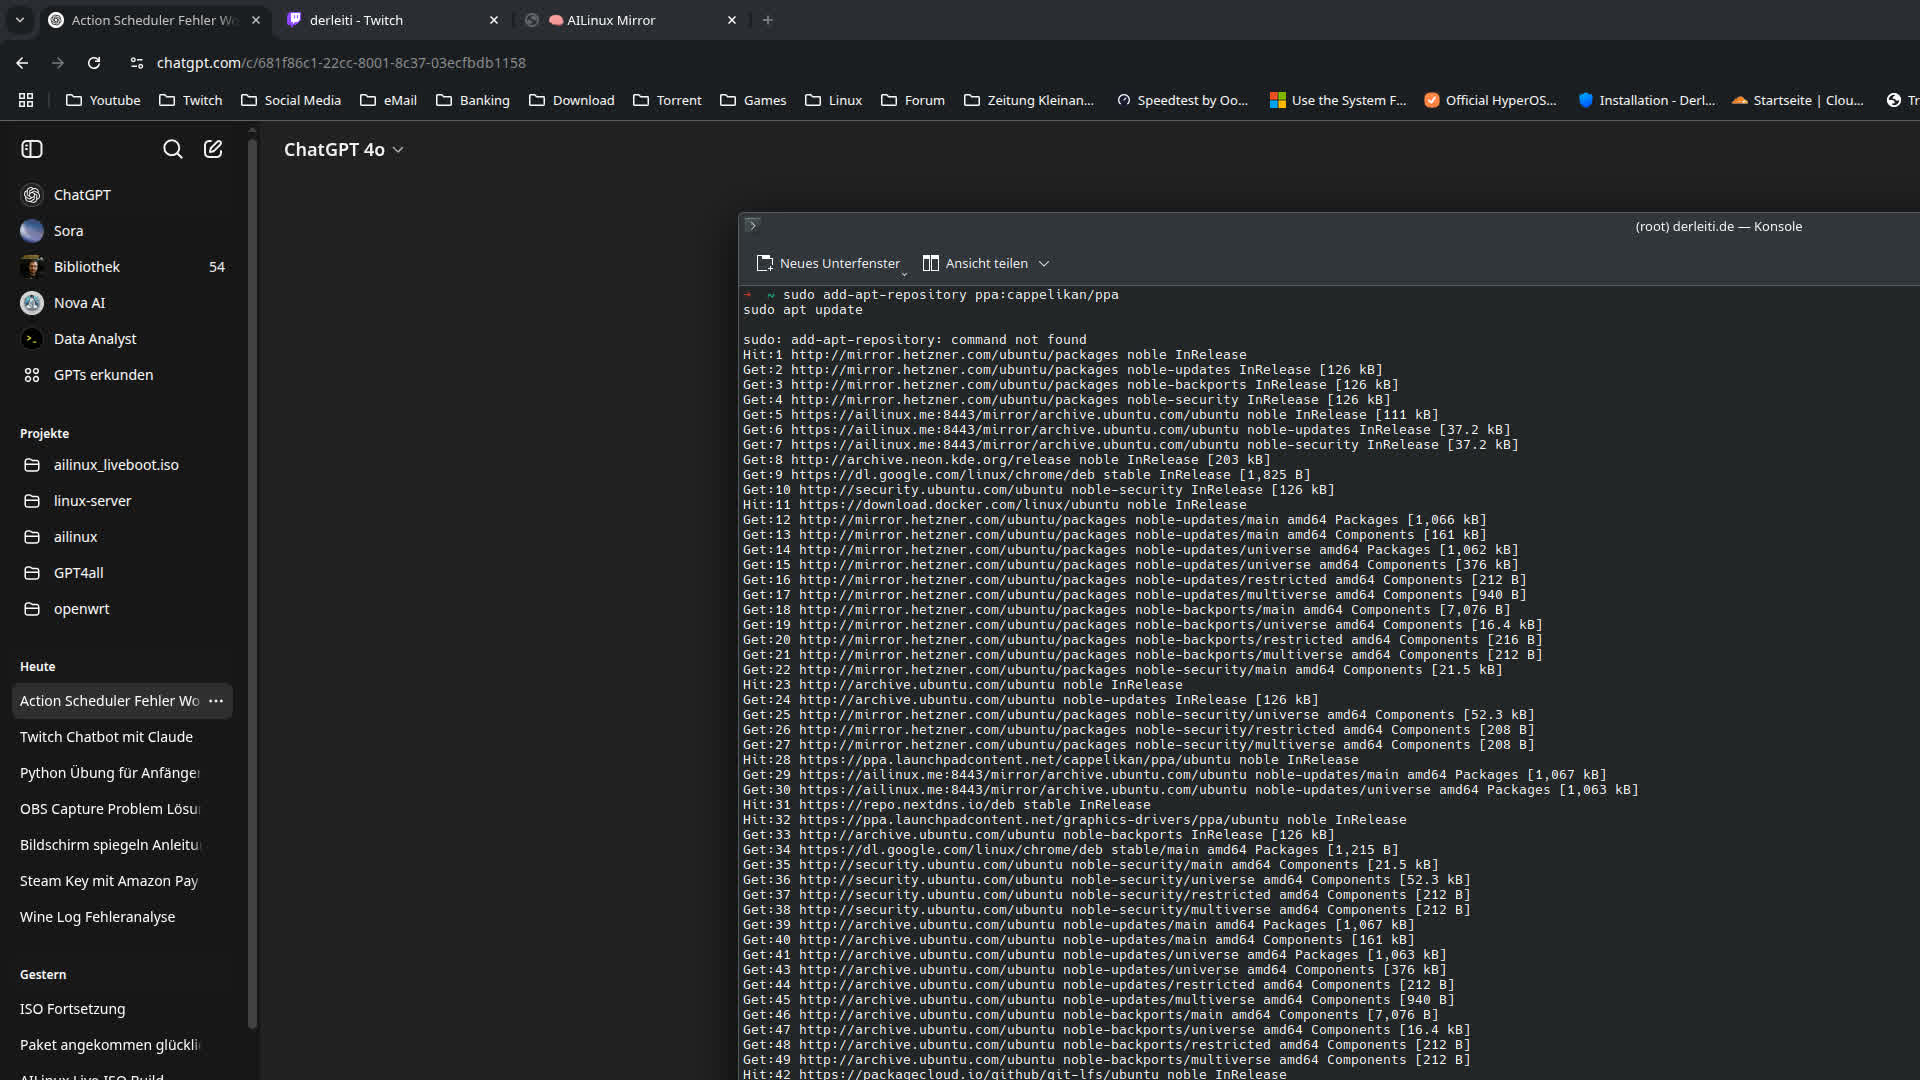 Action Scheduler Fehler Wo
derleiti - Twitch
🧠 AILinux Mirror
chatgpt.com/c/681f86c1-22cc-8001-8c37-03ecfbdb1158
Youtube
Twitch
Social Media
eMail
Banking
Download
Torrent
Games
Linux
Forum
Zeitung Kleinan...
Speedtest by Oo...
Use the System F...
Official HyperOS...
Installation - Derl...
Startseite | Clou...
Tr
ChatGPT 4o
ChatGPT
Sora
Bibliothek 54
Nova AI
Data Analyst
GPTs erkunden
Projekte
ailinux_liveboot.iso
linux-server
ailinux
GPT4all
openwrt
Heute
Action Scheduler Fehler Wo
Twitch Chatbot mit Claude
Python Übung für Anfänger
OBS Capture Problem Lösu
Bildschirm spiegeln Anleitu
Steam Key mit Amazon Pay
Wine Log Fehleranalyse
Gestern
ISO Fortsetzung
Paket angekommen glückli
AILinux Live ISO Build
(root) derleiti.de — Konsole
Neues Unterfenster
Ansicht teilen
➜ ~ sudo add-apt-repository ppa:cappelikan/ppa
sudo apt update
sudo: add-apt-repository: command not found
Hit:1 http://mirror.hetzner.com/ubuntu/packages noble InRelease
Get:2 http://mirror.hetzner.com/ubuntu/packages noble-updates InRelease [126 kB]
Get:3 http://mirror.hetzner.com/ubuntu/packages noble-backports InRelease [126 kB]
Get:4 http://mirror.hetzner.com/ubuntu/packages noble-security InRelease [126 kB]
Get:5 https://ailinux.me:8443/mirror/archive.ubuntu.com/ubuntu noble InRelease [111 kB]
Get:6 https://ailinux.me:8443/mirror/archive.ubuntu.com/ubuntu noble-updates InRelease [37.2 kB]
Get:7 https://ailinux.me:8443/mirror/archive.ubuntu.com/ubuntu noble-security InRelease [37.2 kB]
Get:8 http://archive.neon.kde.org/release noble InRelease [203 kB]
Get:9 https://dl.google.com/linux/chrome/deb stable InRelease [1,825 B]
Get:10 http://security.ubuntu.com/ubuntu noble-security InRelease [126 kB]
Hit:11 https://download.docker.com/linux/ubuntu noble InRelease
Get:12 http://mirror.hetzner.com/ubuntu/packages noble-updates/main amd64 Packages [1,066 kB]
Get:13 http://mirror.hetzner.com/ubuntu/packages noble-updates/main amd64 Components [161 kB]
Get:14 http://mirror.hetzner.com/ubuntu/packages noble-updates/universe amd64 Packages [1,062 kB]
Get:15 http://mirror.hetzner.com/ubuntu/packages noble-updates/universe amd64 Components [376 kB]
Get:16 http://mirror.hetzner.com/ubuntu/packages noble-updates/restricted amd64 Components [212 B]
Get:17 http://mirror.hetzner.com/ubuntu/packages noble-updates/multiverse amd64 Components [940 B]
Get:18 http://mirror.hetzner.com/ubuntu/packages noble-backports/main amd64 Components [7,076 B]
Get:19 http://mirror.hetzner.com/ubuntu/packages noble-backports/universe amd64 Components [16.4 kB]
Get:20 http://mirror.hetzner.com/ubuntu/packages noble-backports/restricted amd64 Components [216 B]
Get:21 http://mirror.hetzner.com/ubuntu/packages noble-backports/multiverse amd64 Components [212 B]
Get:22 http://mirror.hetzner.com/ubuntu/packages noble-security/main amd64 Components [21.5 kB]
Hit:23 http://archive.ubuntu.com/ubuntu noble InRelease
Get:24 http://archive.ubuntu.com/ubuntu noble-updates InRelease [126 kB]
Get:25 http://mirror.hetzner.com/ubuntu/packages noble-security/universe amd64 Components [52.3 kB]
Get:26 http://mirror.hetzner.com/ubuntu/packages noble-security/restricted amd64 Components [208 B]
Get:27 http://mirror.hetzner.com/ubuntu/packages noble-security/multiverse amd64 Components [208 B]
Hit:28 https://ppa.launchpadcontent.net/cappelikan/ppa/ubuntu noble InRelease
Get:29 https://ailinux.me:8443/mirror/archive.ubuntu.com/ubuntu noble-updates/main amd64 Packages [1,067 kB]
Get:30 https://ailinux.me:8443/mirror/archive.ubuntu.com/ubuntu noble-updates/universe amd64 Packages [1,063 kB]
Hit:31 https://repo.nextdns.io/deb stable InRelease
Hit:32 https://ppa.launchpadcontent.net/graphics-drivers/ppa/ubuntu noble InRelease
Get:33 http://archive.ubuntu.com/ubuntu noble-backports InRelease [126 kB]
Get:34 https://dl.google.com/linux/chrome/deb stable/main amd64 Packages [1,215 B]
Get:35 http://security.ubuntu.com/ubuntu noble-security/main amd64 Components [21.5 kB]
Get:36 http://security.ubuntu.com/ubuntu noble-security/universe amd64 Components [52.3 kB]
Get:37 http://security.ubuntu.com/ubuntu noble-security/restricted amd64 Components [212 B]
Get:38 http://security.ubuntu.com/ubuntu noble-security/multiverse amd64 Components [212 B]
Get:39 http://archive.ubuntu.com/ubuntu noble-updates/main amd64 Packages [1,067 kB]
Get:40 http://archive.ubuntu.com/ubuntu noble-updates/main amd64 Components [161 kB]
Get:41 http://archive.ubuntu.com/ubuntu noble-updates/universe amd64 Packages [1,063 kB]
Get:43 http://archive.ubuntu.com/ubuntu noble-updates/universe amd64 Components [376 kB]
Get:44 http://archive.ubuntu.com/ubuntu noble-updates/restricted amd64 Components [212 B]
Get:45 http://archive.ubuntu.com/ubuntu noble-updates/multiverse amd64 Components [940 B]
Get:46 http://archive.ubuntu.com/ubuntu noble-backports/main amd64 Components [7,076 B]
Get:47 http://archive.ubuntu.com/ubuntu noble-backports/universe amd64 Components [16.4 kB]
Get:48 http://archive.ubuntu.com/ubuntu noble-backports/restricted amd64 Components [212 B]
Get:49 http://archive.ubuntu.com/ubuntu noble-backports/multiverse amd64 Components [212 B]
Hit:42 https://packagecloud.io/github/git-lfs/ubuntu noble InRelease